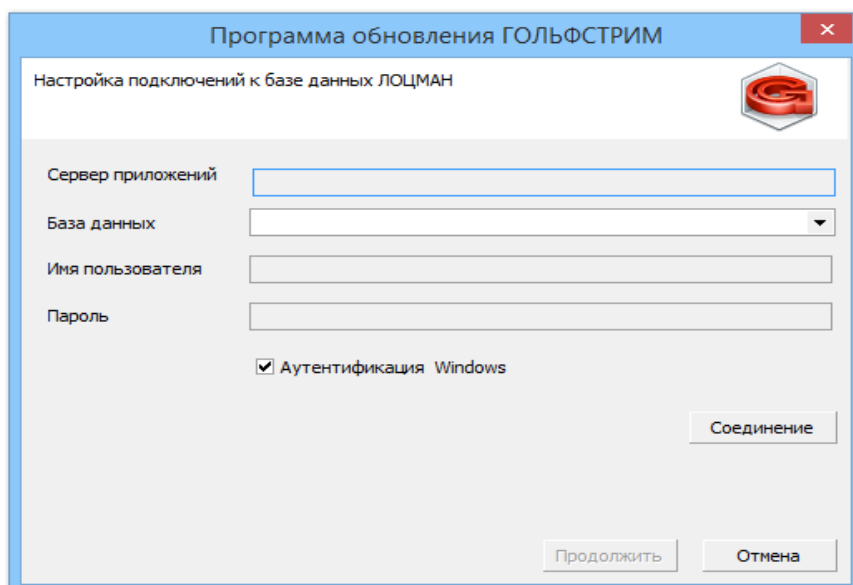 Программа обновления ГОЛЬФСТРИМ
Настройка подключений к базе данных ЛОЦМАН
Сервер приложений
База данных
Имя пользователя
Пароль
Аутентификация Windows
Соединение
Продолжить Отмена